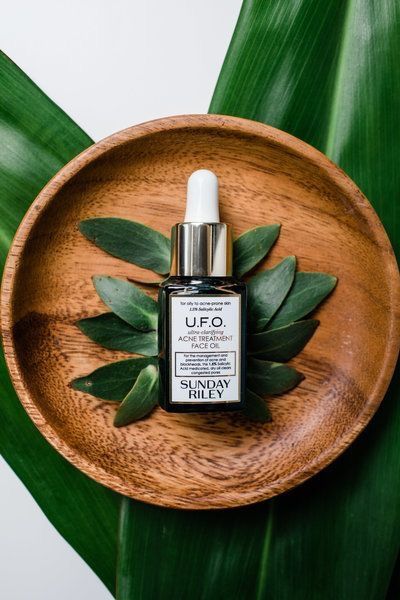 for oily to acne-prone skin
1.5% Salicylic Acid
U.F.O.
ultra-clarifying
ACNE TREATMENT
FACE OIL
For the management and
prevention of acne and
blackheads, the 1.5% Salicylic
Acid medicated, dry oil clears
congested pores
SUNDAY
RILEY